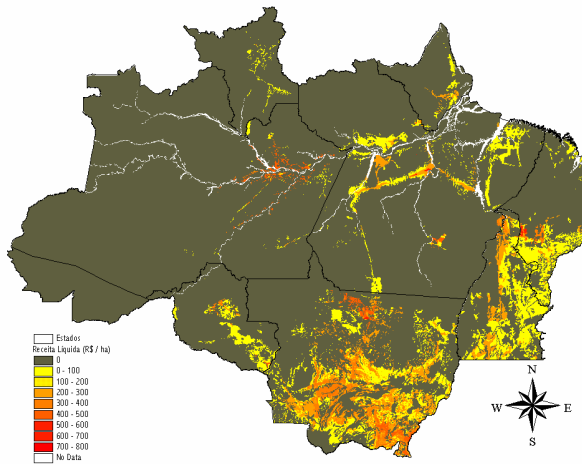 Estados
Receita Líquida (R$ / ha)
0
0 - 100
100 - 200
200 - 300
300 - 400
400 - 500
500 - 600
600 - 700
700 - 800
No Data
N
W
E
S